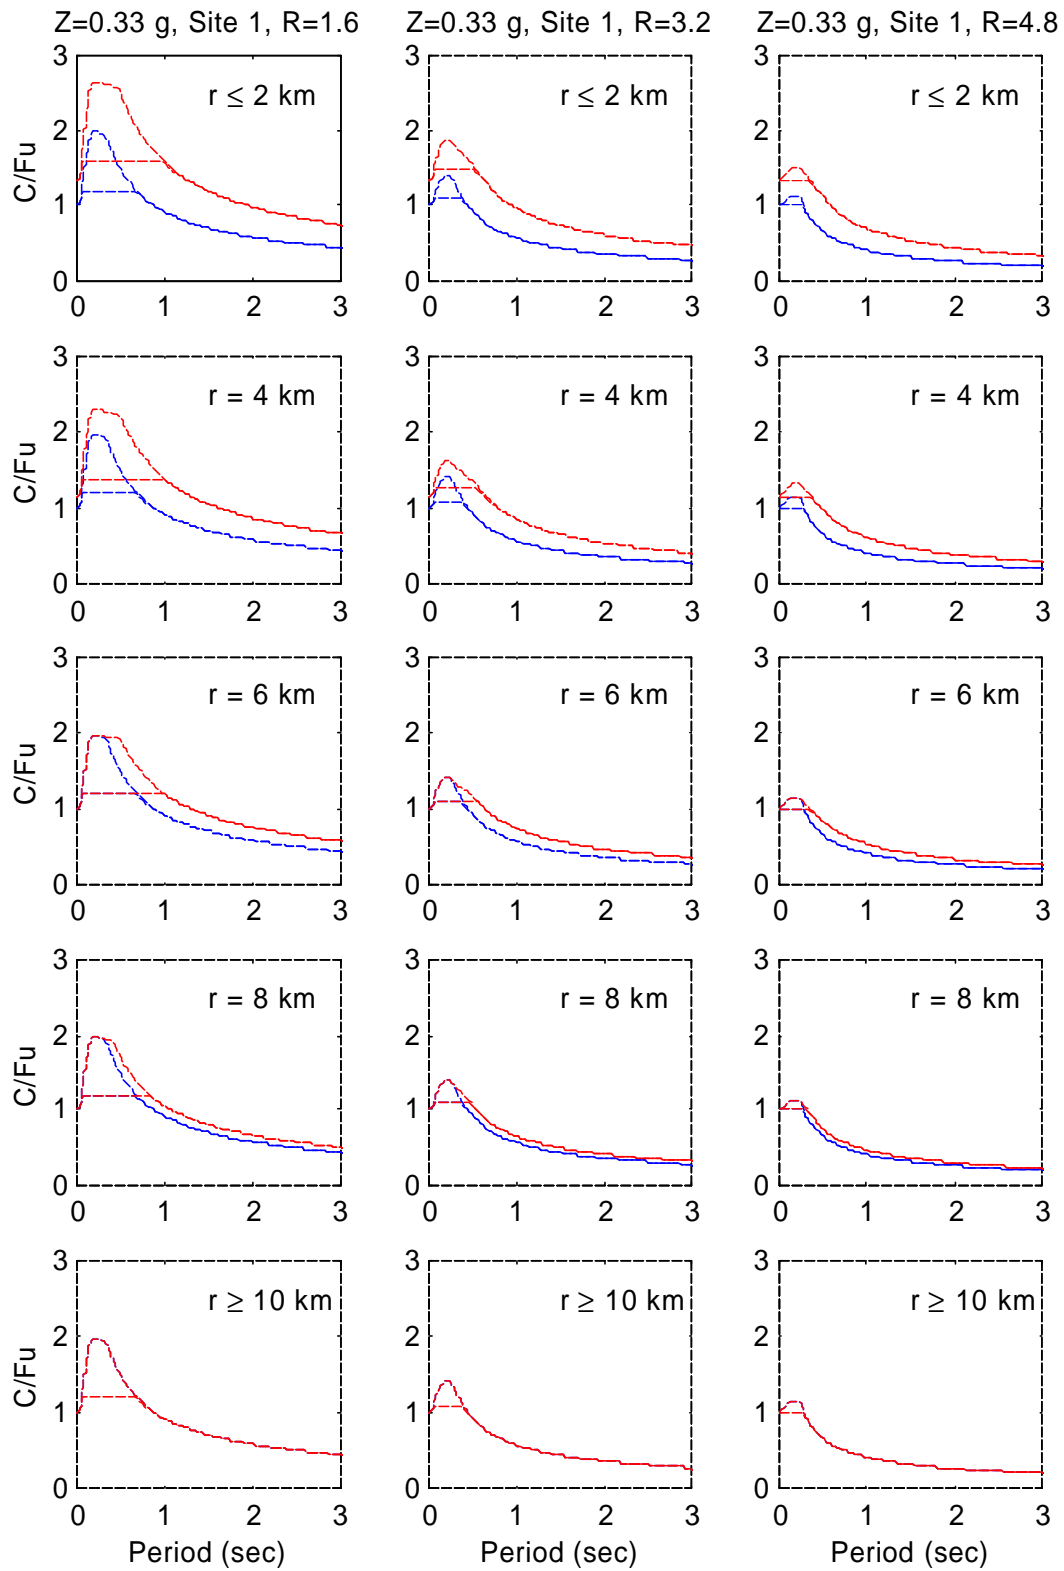 Z=0.33 g, Site 1, R=1.6 Z=0.33 g, Site 1, R=3.2 Z=0.33 g, Site 1, R=4.8
3 3 3
r ≤ 2 km r ≤ 2 km r ≤ 2 km
2 2 2
C/Fu
1 1 1
0 0 0
0 1 2 3 0 1 2 3 0 1 2 3
3 3 3
r = 4 km r = 4 km r = 4 km
2 2 2
C/Fu
1 1 1
0 0 0
0 1 2 3 0 1 2 3 0 1 2 3
3 3 3
r = 6 km r = 6 km r = 6 km
2 2 2
C/Fu
1 1 1
0 0 0
0 1 2 3 0 1 2 3 0 1 2 3
3 3 3
r = 8 km r = 8 km r = 8 km
2 2 2
C/Fu
1 1 1
0 0 0
0 1 2 3 0 1 2 3 0 1 2 3
3 3 3
r ≥ 10 km r ≥ 10 km r ≥ 10 km
2 2 2
C/Fu
1 1 1
0 0 0
0 1 2 3 0 1 2 3 0 1 2 3
Period (sec) Period (sec) Period (sec)